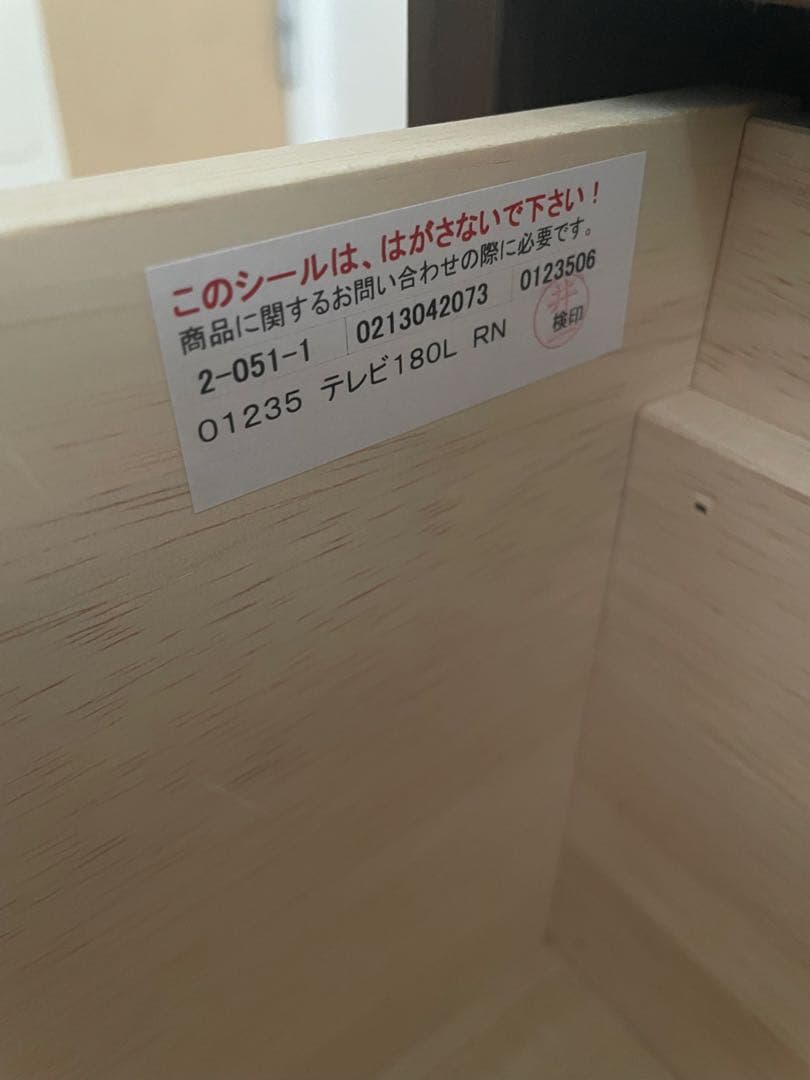 このシールは、はがさないで下さい！
商品に関するお問い合わせの際に必要です。
2-051-1 0213042073 0123506
01235 テレビ180L RN
検印